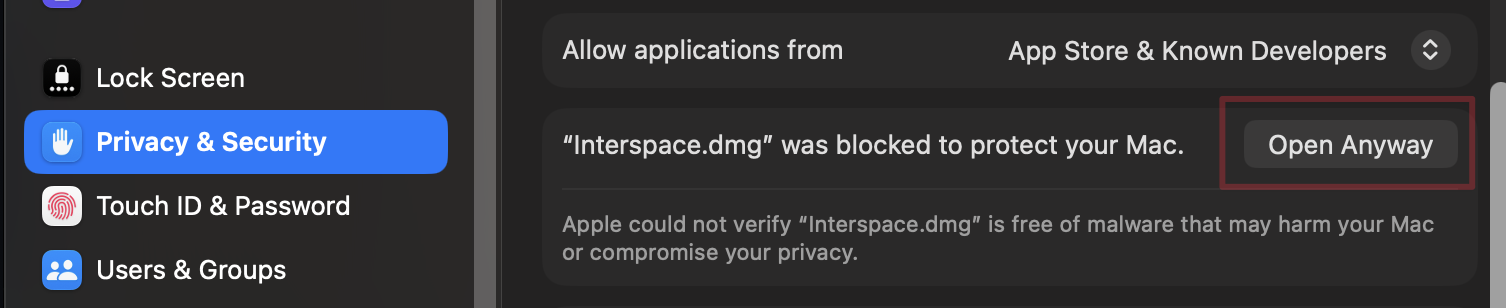 Lock Screen
Privacy & Security
Touch ID & Password
Users & Groups
Allow applications from
App Store & Known Developers
“Interspace.dmg” was blocked to protect your Mac.
Open Anyway
Apple could not verify “Interspace.dmg” is free of malware that may harm your Mac
or compromise your privacy.